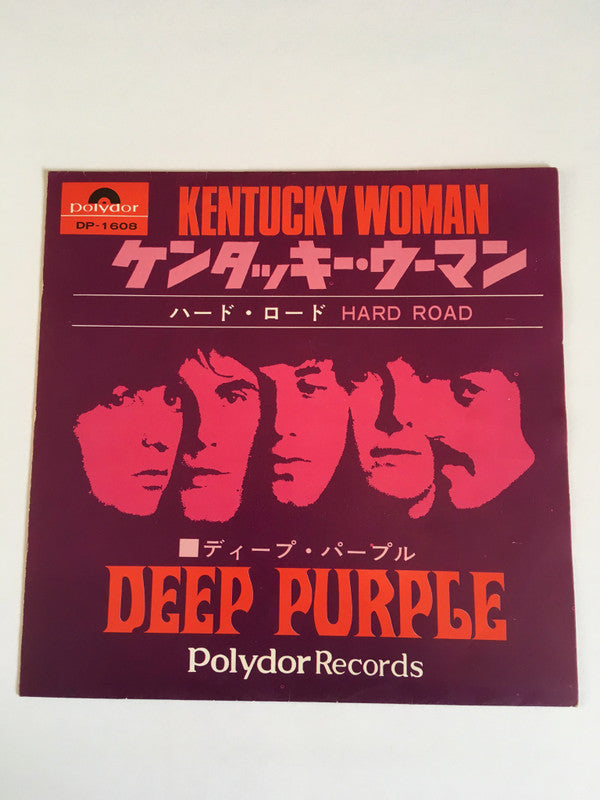 polydor
DP-1608
KENTUCKY WOMAN
ケンタッキー・ウーマン
ハード・ロード HARD ROAD
■ディープ・パープル
DEEP PURPLE
Polydor Records